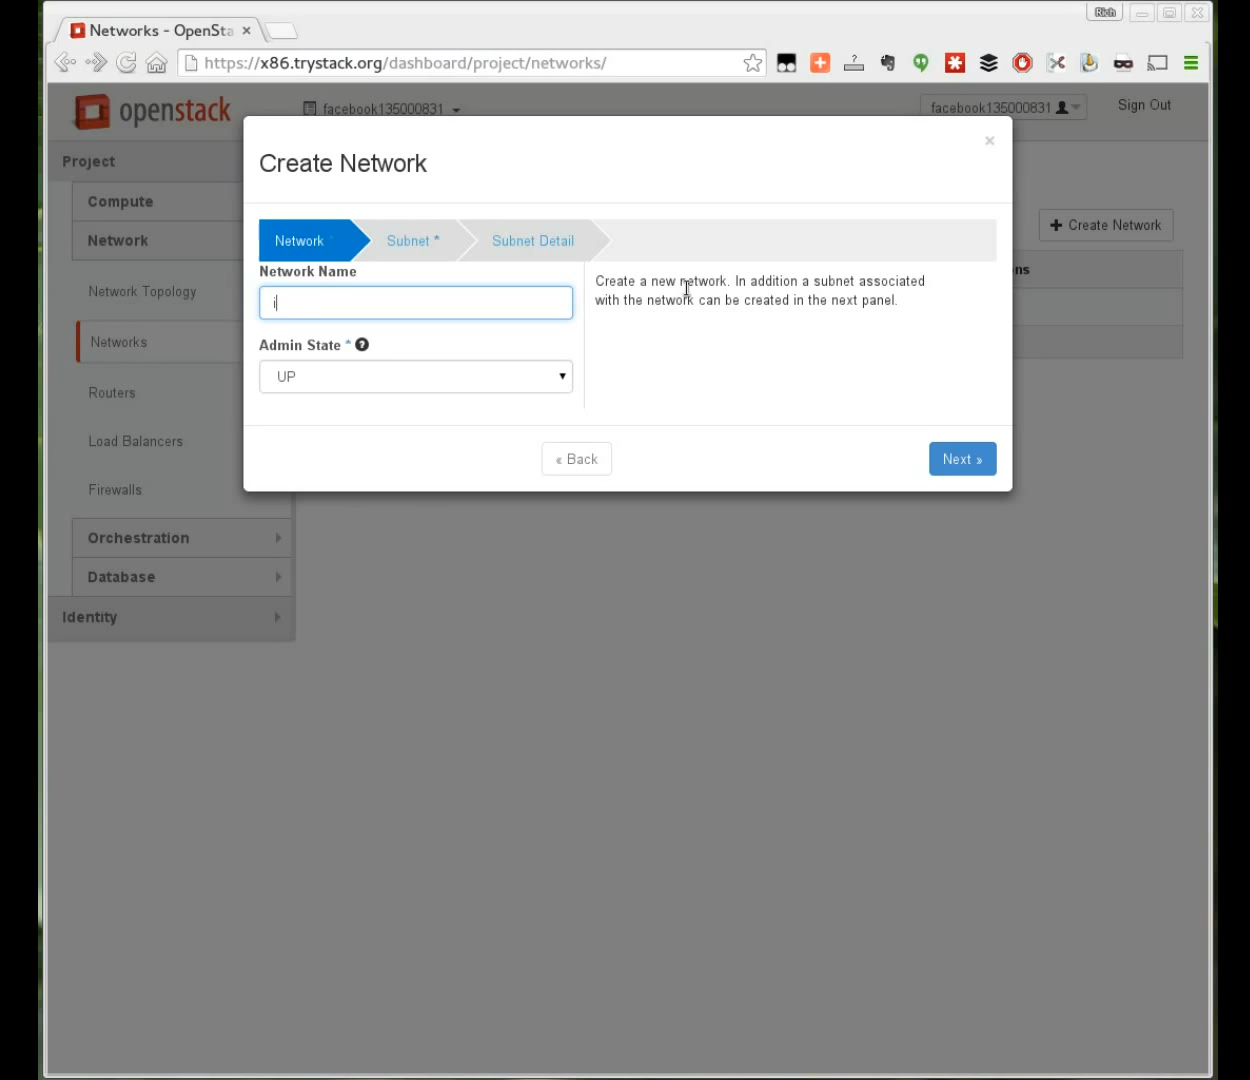 Rich
Networks - OpenSta
https://x86.trystack.org/dashboard/project/networks/
openstack
facebook135000831
facebook135000831
Sign Out
Project
Compute
Network
Network Topology
Networks
Routers
Load Balancers
Firewalls
Orchestration
Database
Identity
+ Create Network
ns
Create Network
×
Network *
Subnet *
Subnet Detail
Network Name
i
Admin State *
UP
Create a new network. In addition a subnet associated
with the network can be created in the next panel.
« Back
Next »